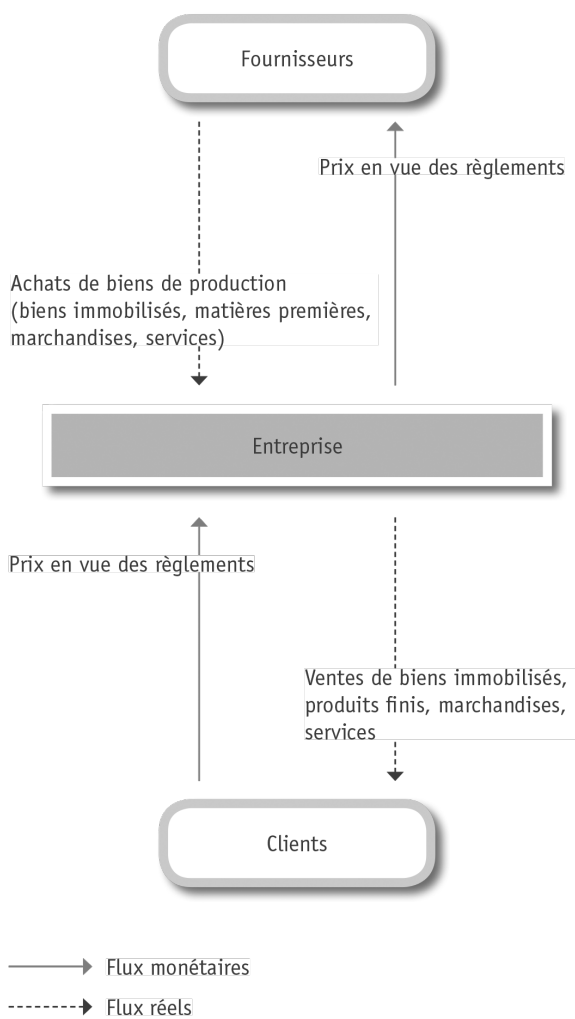 Fournisseurs
Prix en vue des règlements
Achats de biens de production
(biens immobilisés, matières premières,
marchandises, services)
Entreprise
Prix en vue des règlements
Ventes de biens immobilisés,
produits finis, marchandises,
services
Clients
Flux monétaires
Flux réels